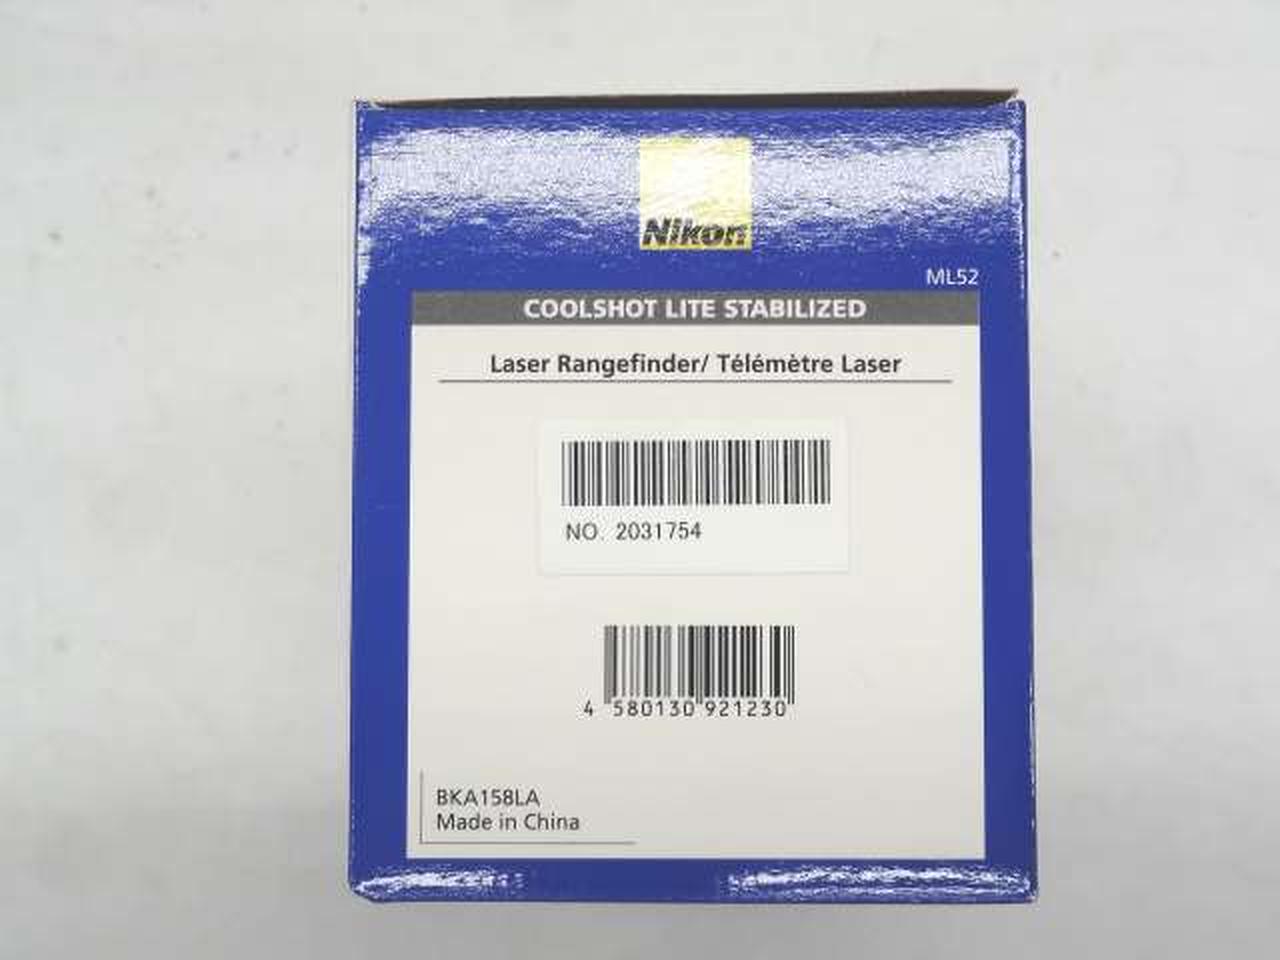 Nikon
ML52
COOLSHOT LITE STABILIZED
Laser Rangefinder/ Télémètre Laser
NO. 2031754
4 580130 921230
BKA158LA
Made in China